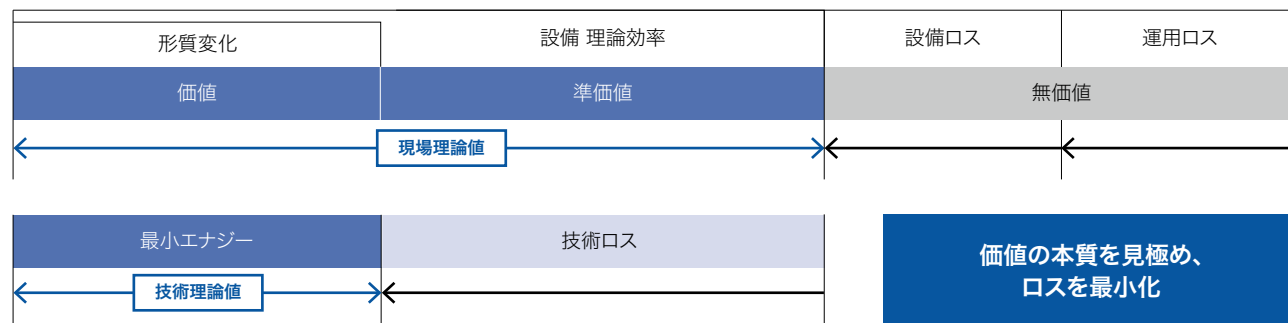 形質変化
設備 理論効率
設備ロス
運用ロス
価値
準価値
無価値
現場理論値
最小エナジー
技術ロス
技術理論値
価値の本質を見極め、
ロスを最小化